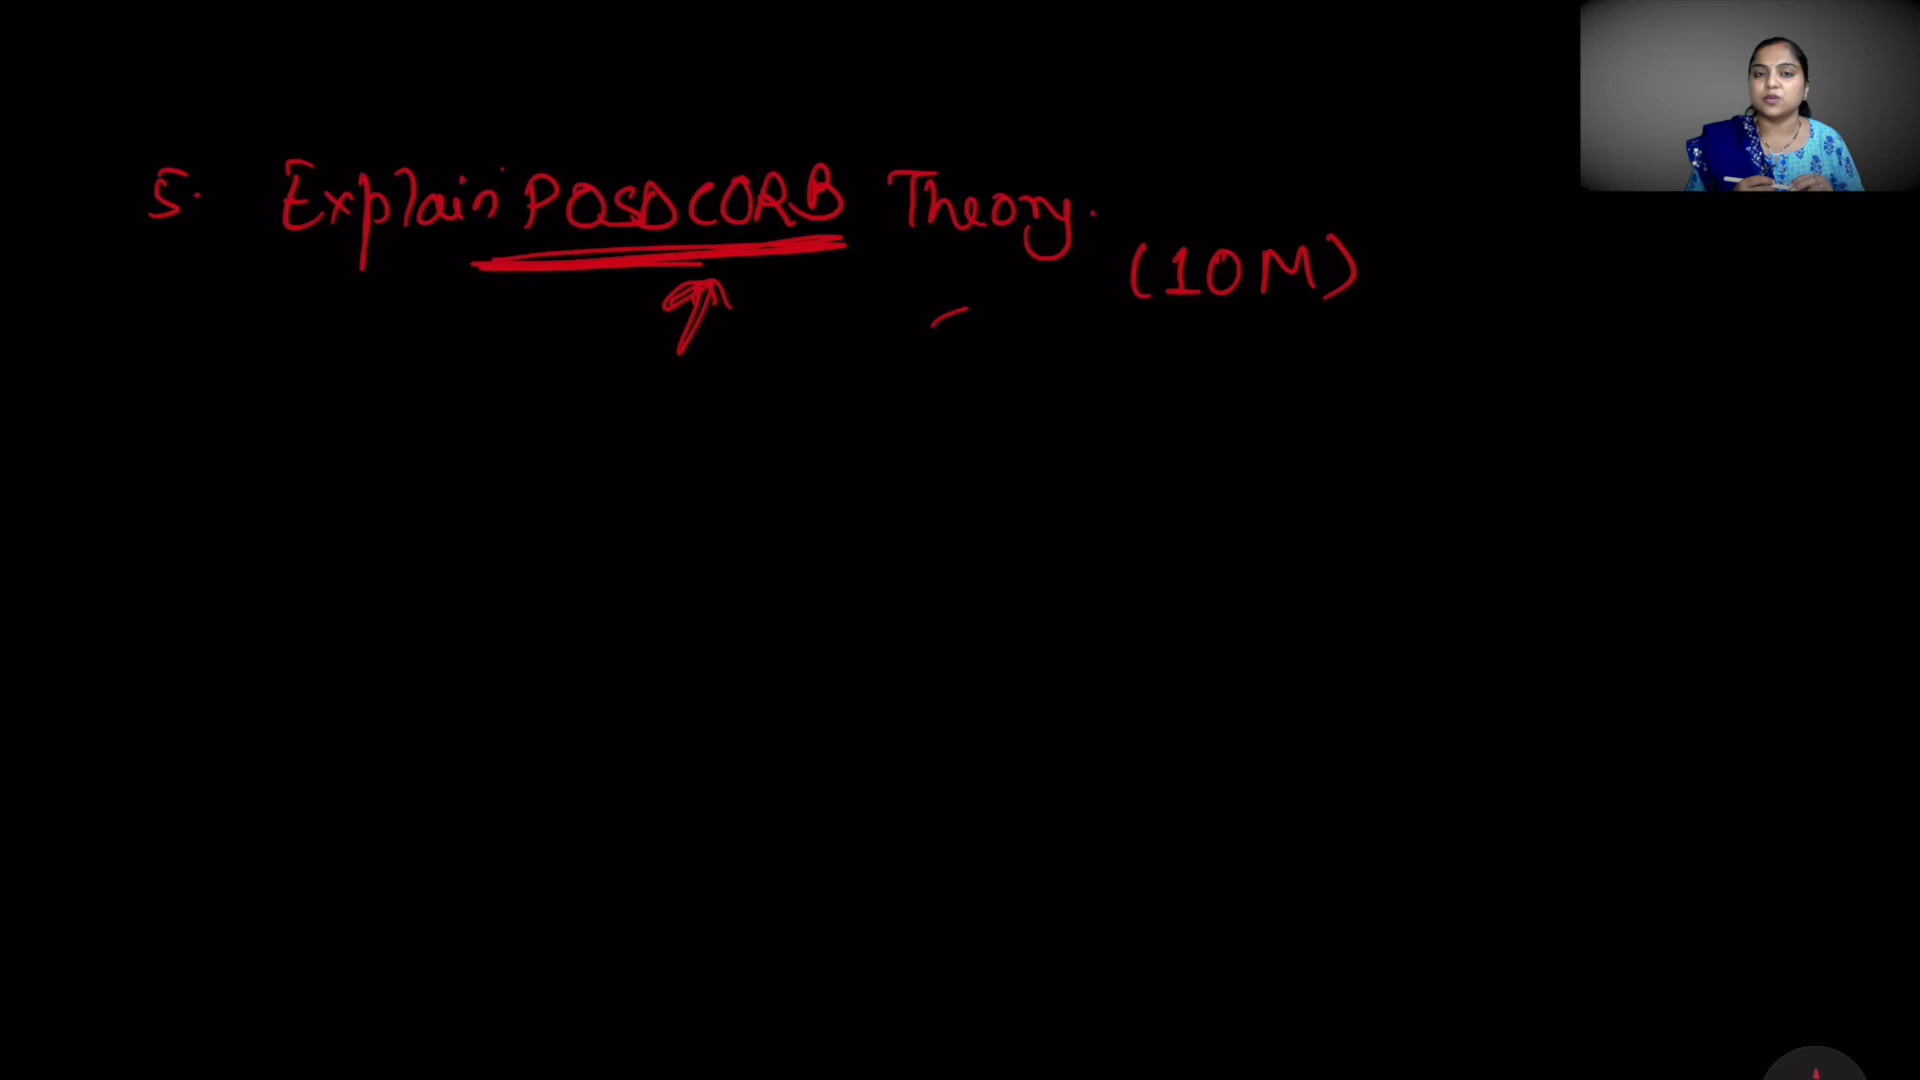 5. Explain POSDCORB Theory.
(10M)